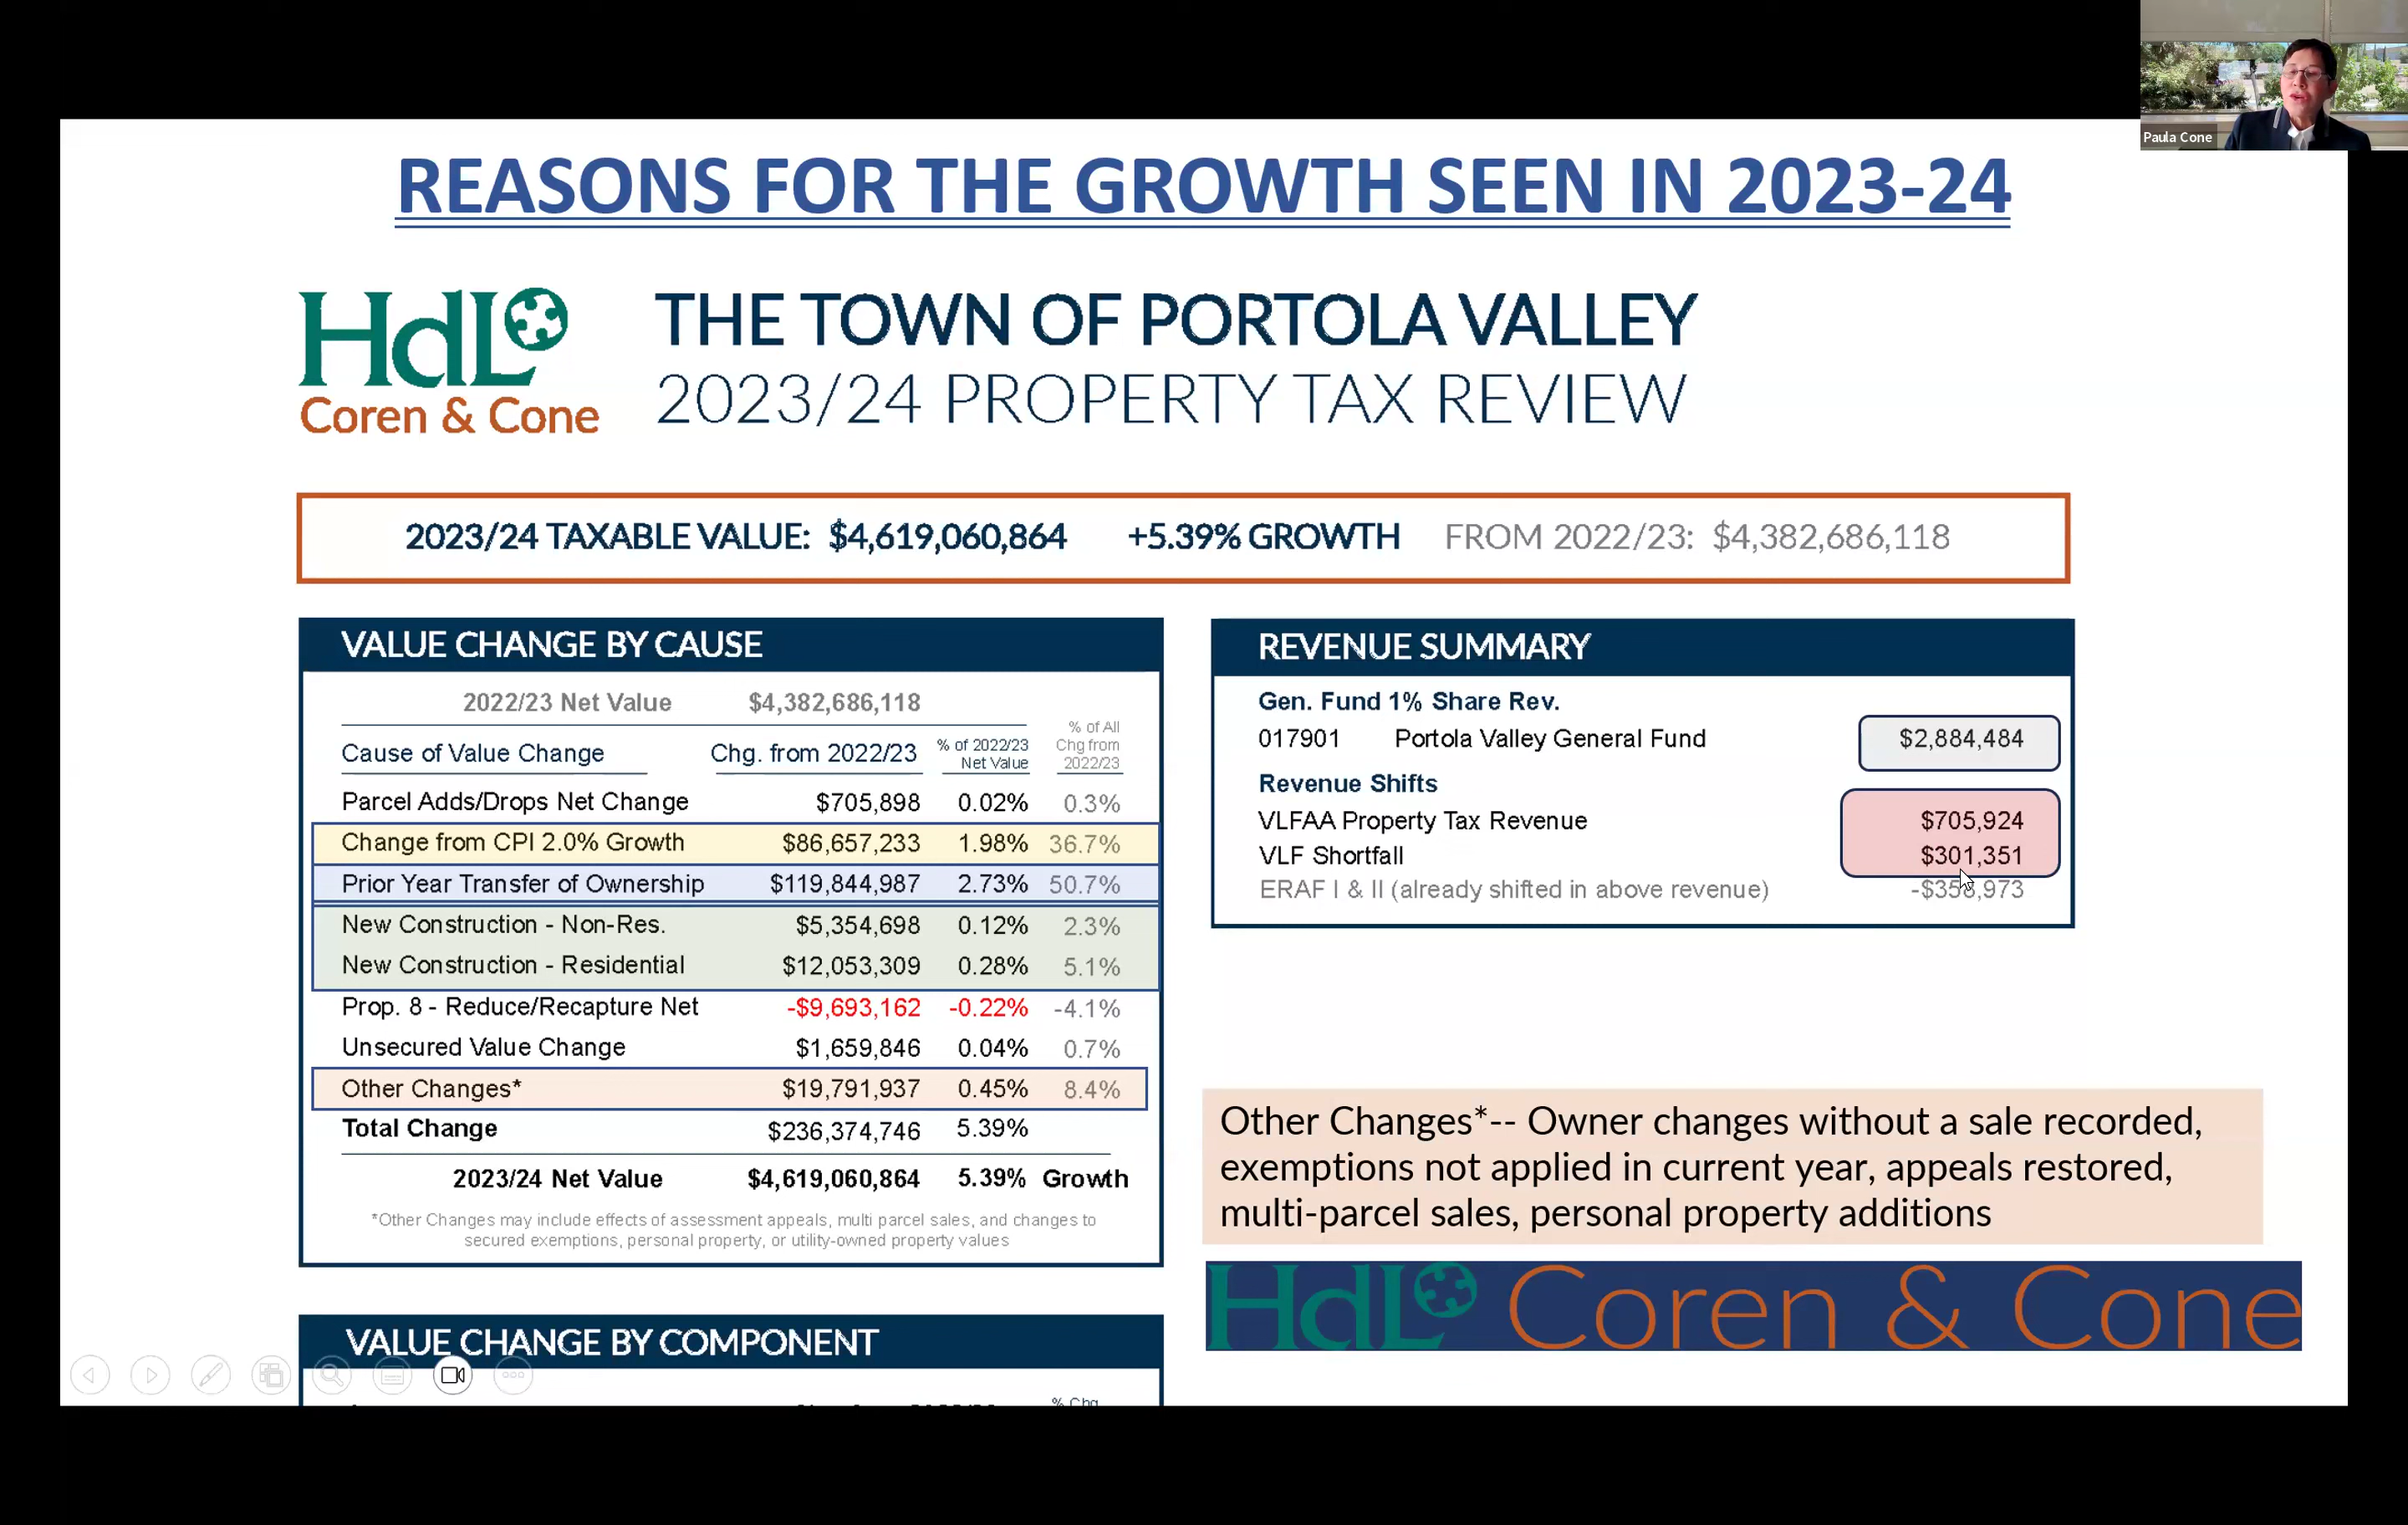 Paula Cone
REASONS FOR THE GROWTH SEEN IN 2023-24
HdL
Coren & Cone
THE TOWN OF PORTOLA VALLEY
2023/24 PROPERTY TAX REVIEW
2023/24 TAXABLE VALUE: $4,619,060,864 +5.39% GROWTH FROM 2022/23: $4,382,686,118
VALUE CHANGE BY CAUSE
2022/23 Net Value $4,382,686,118
Cause of Value Change Chg. from 2022/23 % of 2022/23 Net Value % of All Chg from 2022/23
Parcel Adds/Drops Net Change $705,898 0.02% 0.3%
Change from CPI 2.0% Growth $86,657,233 1.98% 36.7%
Prior Year Transfer of Ownership $119,844,987 2.73% 50.7%
New Construction - Non-Res. $5,354,698 0.12% 2.3%
New Construction - Residential $12,053,309 0.28% 5.1%
Prop. 8 - Reduce/Recapture Net -$9,693,162 -0.22% -4.1%
Unsecured Value Change $1,659,846 0.04% 0.7%
Other Changes* $19,791,937 0.45% 8.4%
Total Change $236,374,746 5.39%
2023/24 Net Value $4,619,060,864 5.39% Growth
*Other Changes may include effects of assessment appeals, multi parcel sales, and changes to
secured exemptions, personal property, or utility-owned property values
REVENUE SUMMARY
Gen. Fund 1% Share Rev.
017901 Portola Valley General Fund $2,884,484
Revenue Shifts
VLFAA Property Tax Revenue $705,924
VLF Shortfall $301,351
ERAF I & II (already shifted in above revenue) -$358,973
Other Changes*-- Owner changes without a sale recorded,
exemptions not applied in current year, appeals restored,
multi-parcel sales, personal property additions
HdL Coren & Cone
VALUE CHANGE BY COMPONENT
% Chg